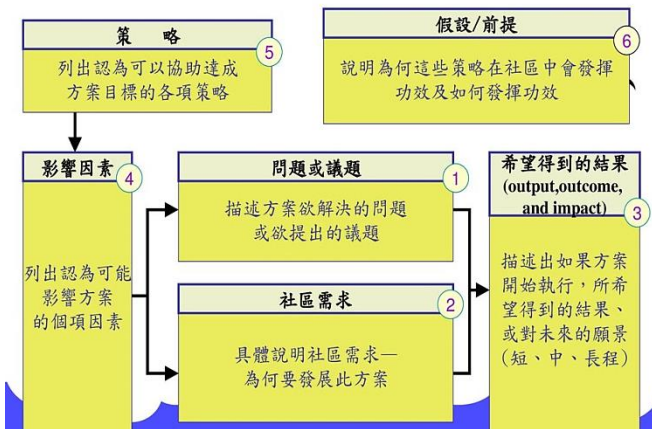 策 略
5
列出認為可以協助達成
方案目標的各項策略
假設/前提
6
說明為何這些策略在社區中會發揮
功效及如何發揮功效
影響因素
4
列出認為可能
影響方案
的個項因素
問題或議題
1
描述方案欲解決的問題
或欲提出的議題
社區需求
2
具體說明社區需求—
為何要發展此方案
希望得到的結果
(output,outcome,
and impact)
3
描述出如果方案
開始執行，所希
望得到的結果、
或對未來的願景
(短、中、長程)